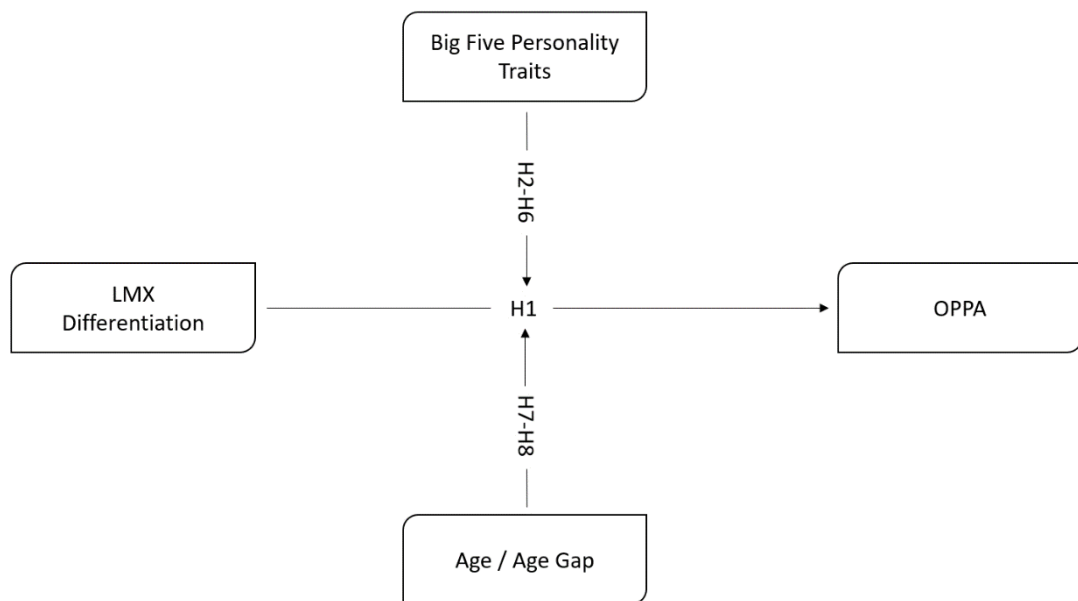 Big Five Personality
Traits
H2-H6
LMX
Differentiation
H1
OPPA
H7-H8
Age / Age Gap